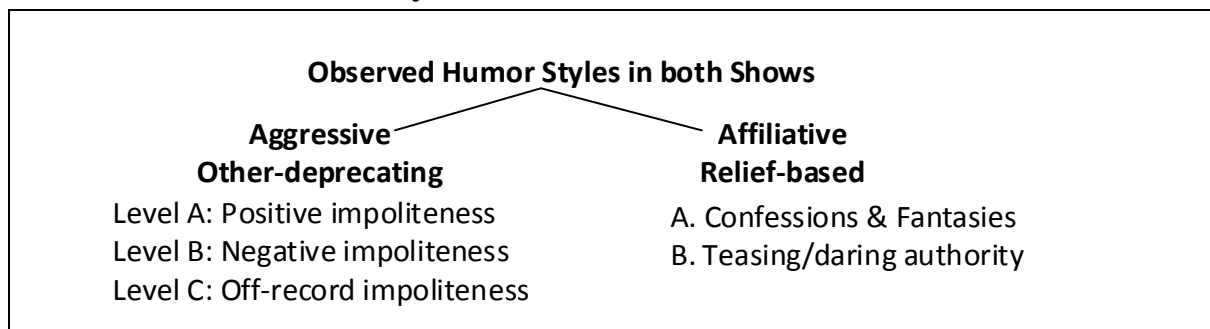 Observed Humor Styles in both Shows
Aggressive
Other-deprecating
Level A: Positive impoliteness
Level B: Negative impoliteness
Level C: Off-record impoliteness
Affiliative
Relief-based
A. Confessions & Fantasies
B. Teasing/daring authority